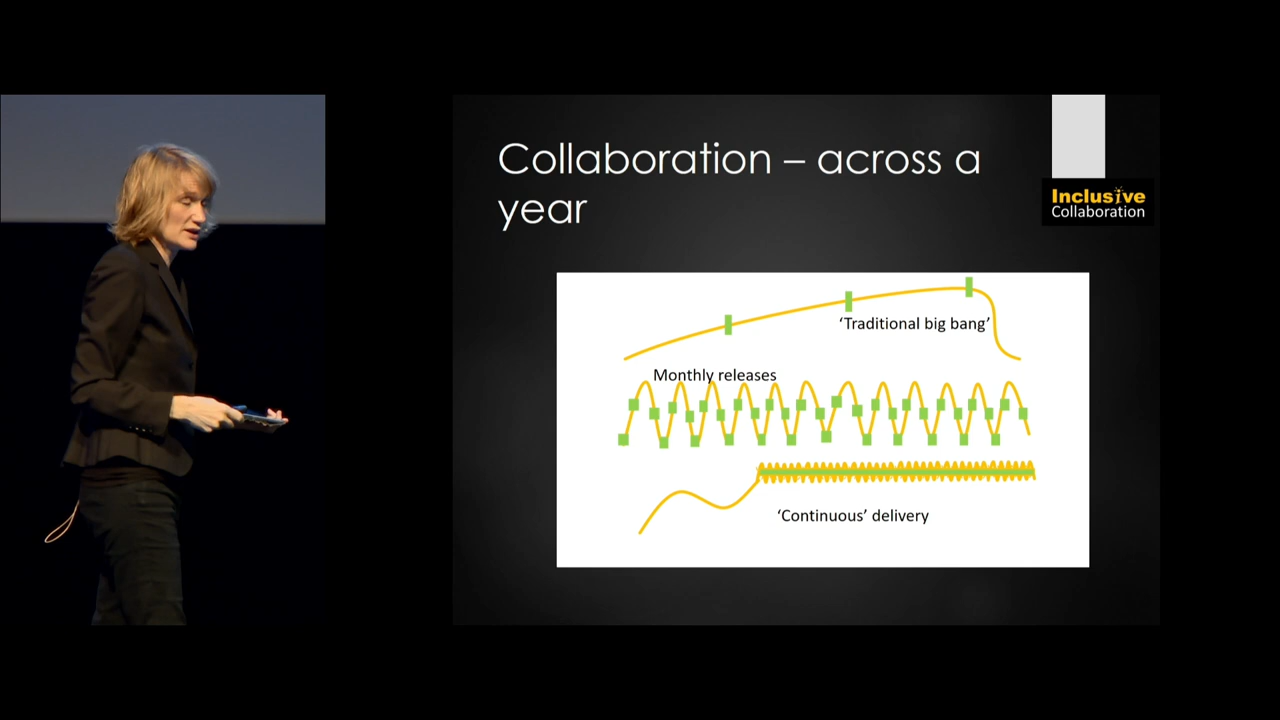 Collaboration – across a
year
Inclusive
Collaboration
‘Traditional big bang’
Monthly releases
‘Continuous’ delivery